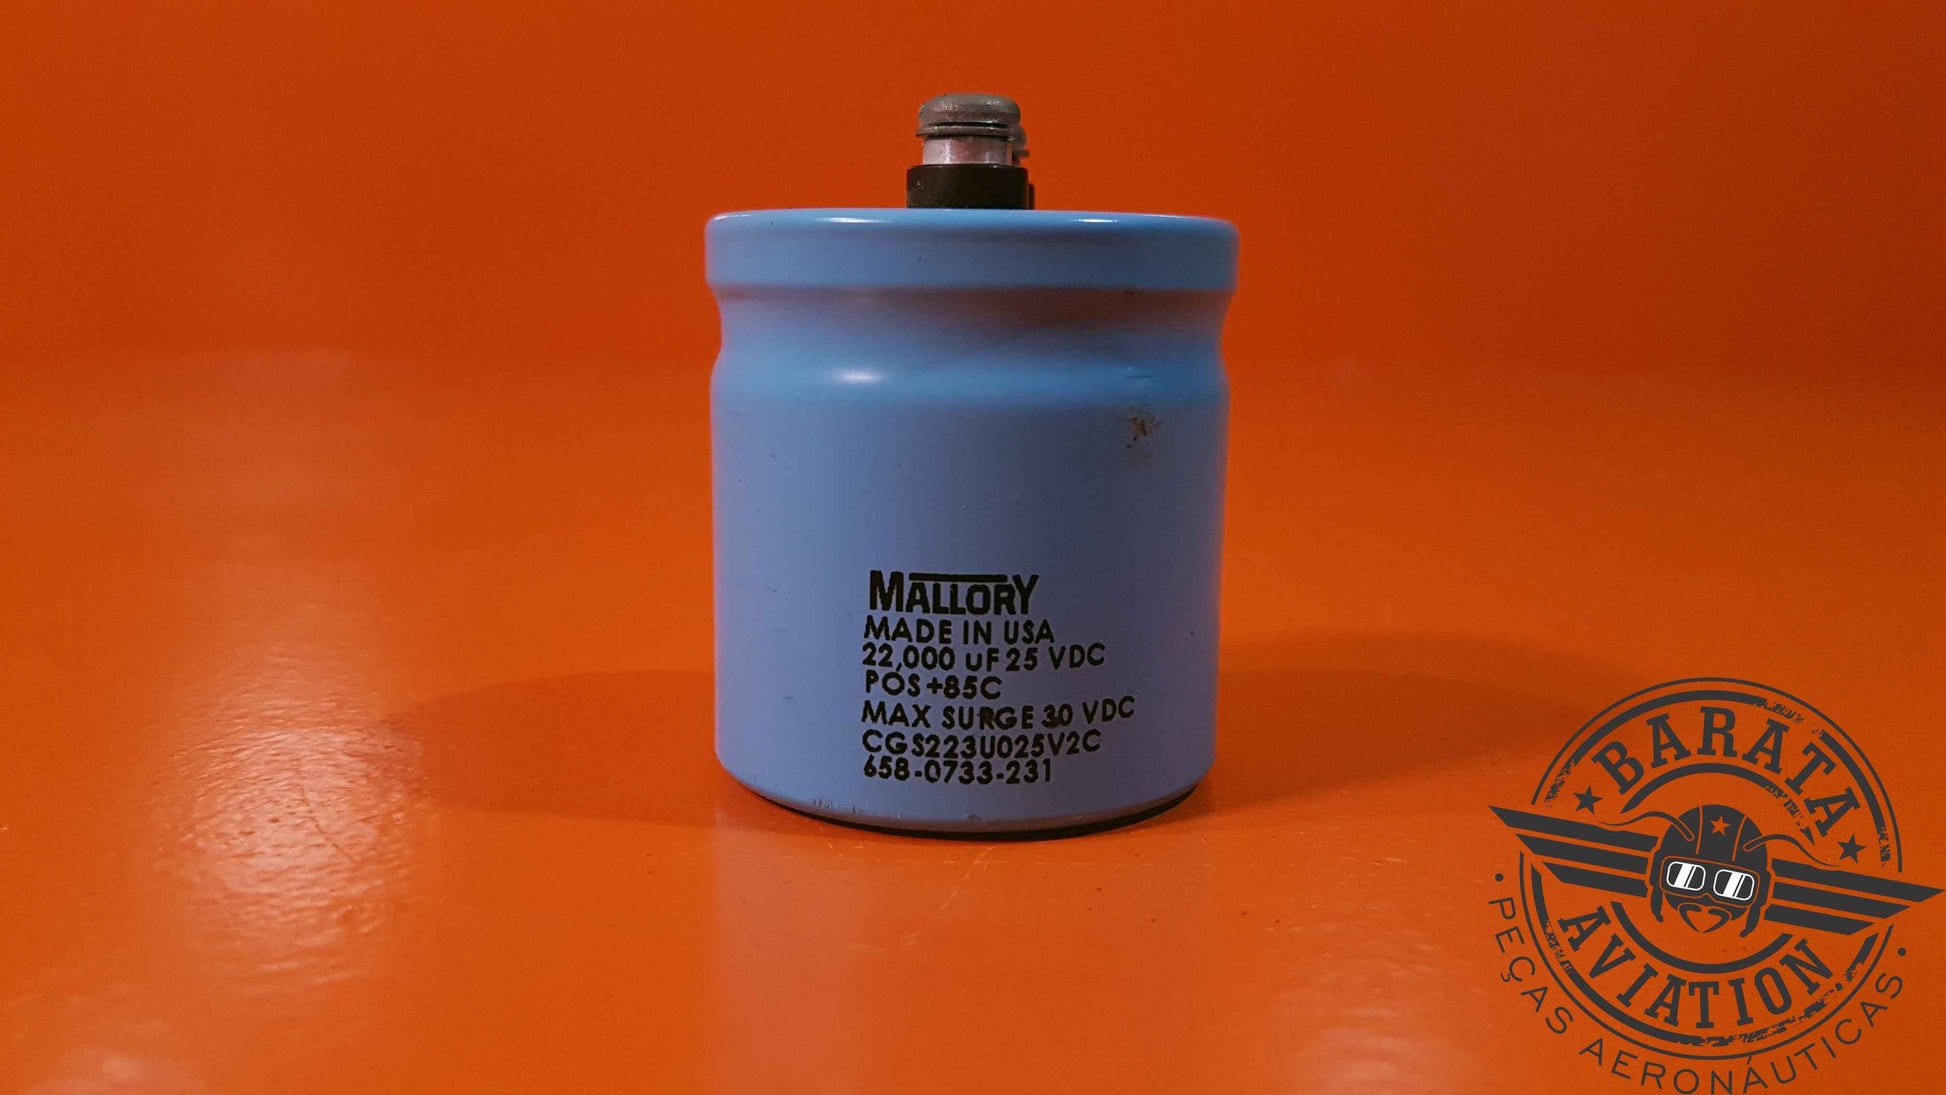 MALLORY
MADE IN USA
22,000 uF 25 VDC
POS +85C
MAX SURGE 30 VDC
CGS223U025V2C
658-0733-231
BARATA
AVIATION
• PEÇAS AERONÁUTICAS •